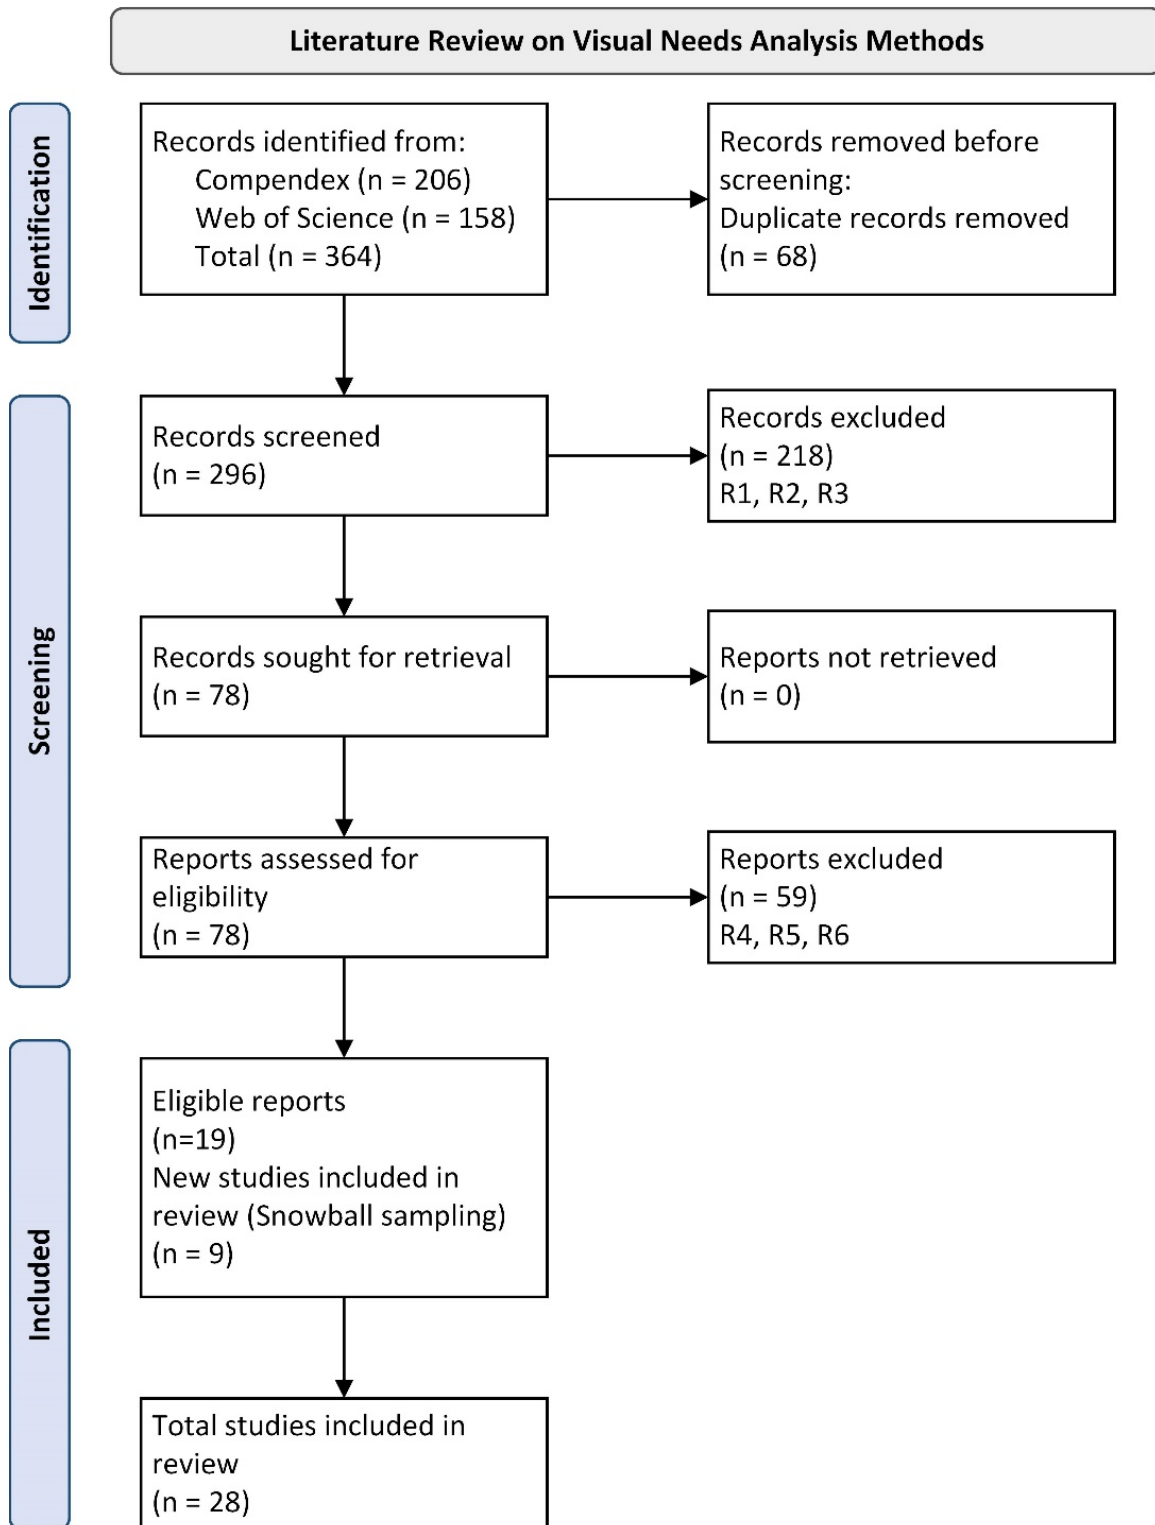 Literature Review on Visual Needs Analysis Methods
Identification
Records identified from:
Compendex (n = 206)
Web of Science (n = 158)
Total (n = 364)
Records removed before
screening:
Duplicate records removed
(n = 68)
Screening
Records screened
(n = 296)
Records excluded
(n = 218)
R1, R2, R3
Records sought for retrieval
(n = 78)
Reports not retrieved
(n = 0)
Reports assessed for
eligibility
(n = 78)
Reports excluded
(n = 59)
R4, R5, R6
Included
Eligible reports
(n=19)
New studies included in
review (Snowball sampling)
(n = 9)
Total studies included in
review
(n = 28)